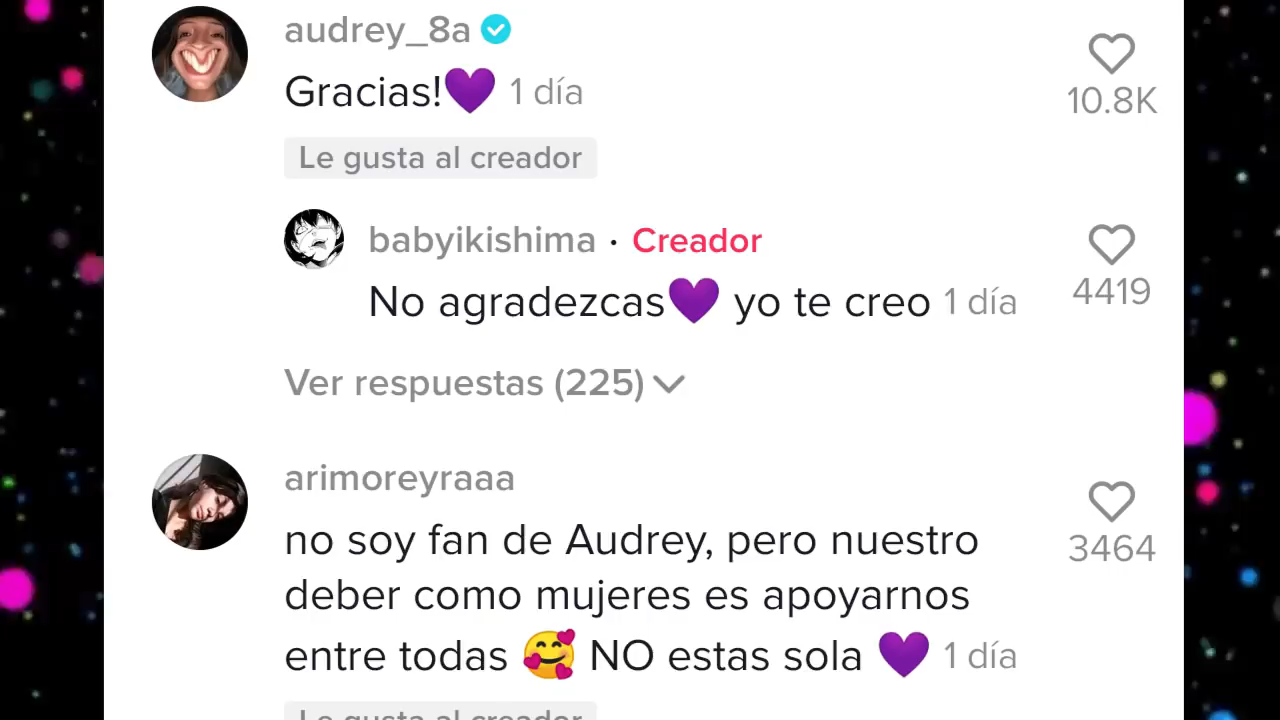 audrey_8a
Gracias!💜 1 día
10.8K
Le gusta al creador
babyikishima · Creador
No agradezcas💜 yo te creo 1 día
4419
Ver respuestas (225)
arimoreyraaa
no soy fan de Audrey, pero nuestro
deber como mujeres es apoyarnos
entre todas 🥰 NO estas sola 💜 1 día
3464
Le gusta al creador